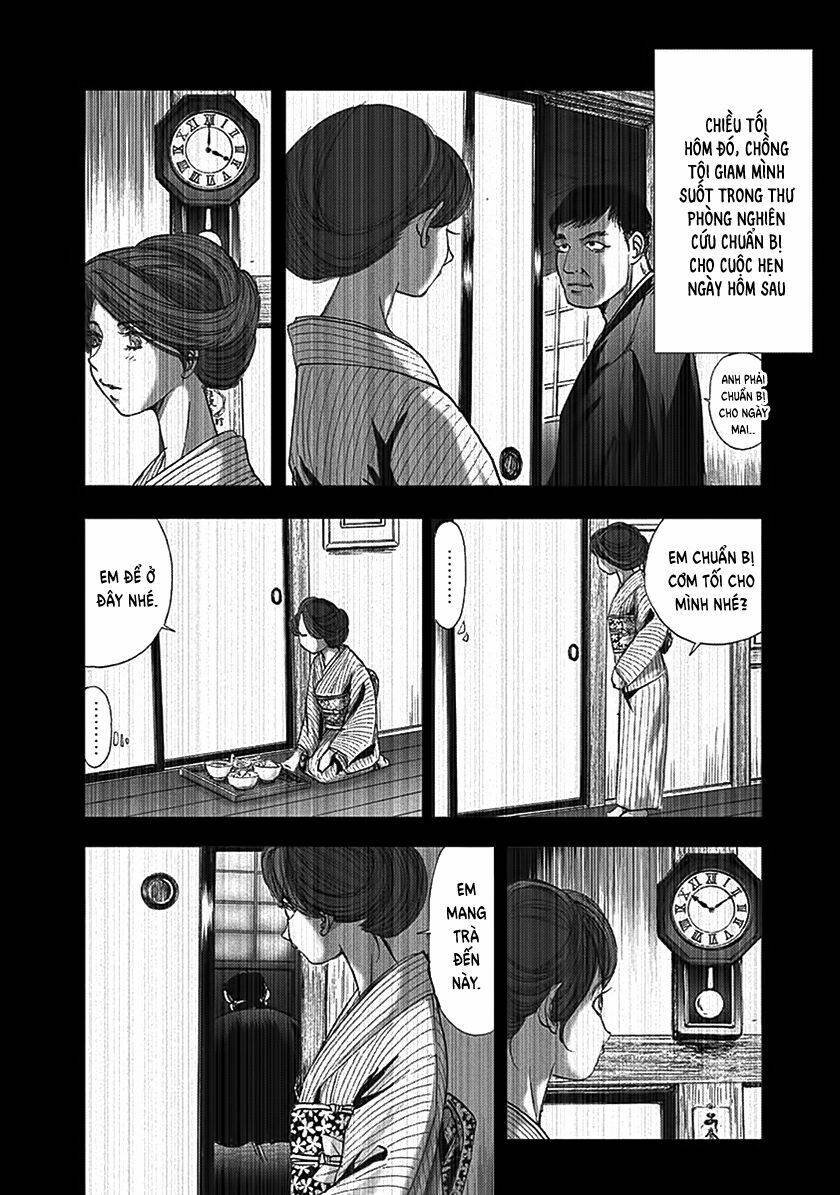 CHIỀU TỐI
HÔM ĐÓ, CHỒNG
TỘI GIAM MÌNH
SUỐT TRONG THƯ
PHÒNG NGHIÊN
CỨU CHUẨN BỊ
CHO CUỘC HẸN
NGÀY HÔM SAU
ANH PHẢI
CHUẨN BỊ
CHO NGÀY
MAI..
EM CHUẨN BỊ
CƠM TỐI CHO
MÌNH NHÉ?
........
EM ĐỂ Ở
ĐÂY NHÉ.
........
EM
MANG
TRÀ
ĐẾN
NÀY.